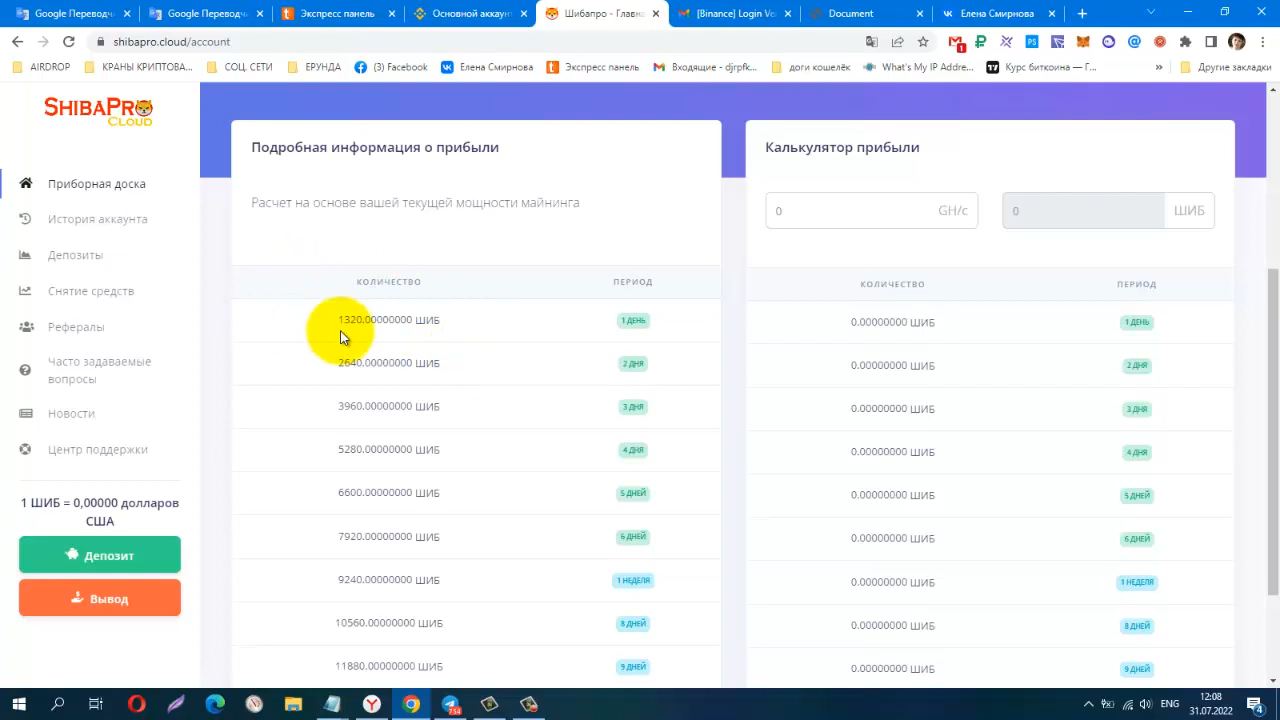 Google Переводч
Google Переводч
Экспресс панель
Основной аккаун
Шибапро - Главна
[Binance] Login Ve
Document
Елена Смирнова
shibapro.cloud/account
AIRDROP
КРАНЫ КРИПТОВА...
СОЦ. СЕТИ
ЕРУНДА
(3) Facebook
Елена Смирнова
Экспресс панель
Входящие - djrpfk...
доги кошелёк
What's My IP Addre...
Курс биткоина — Г...
»
Другие закладки
SHIBAPRO
CLOUD
Приборная доска
История аккаунта
Депозиты
Снятие средств
Рефералы
Часто задаваемые
вопросы
Новости
Центр поддержки
1 ШИБ = 0,00000 долларов
США
Депозит
Вывод
Подробная информация о прибыли
Расчет на основе вашей текущей мощности майнинга
КОЛИЧЕСТВО ПЕРИОД
1320.00000000 ШИБ 1 ДЕНЬ
2640.00000000 ШИБ 2 ДНЯ
3960.00000000 ШИБ 3 ДНЯ
5280.00000000 ШИБ 4 ДНЯ
6600.00000000 ШИБ 5 ДНЕЙ
7920.00000000 ШИБ 6 ДНЕЙ
9240.00000000 ШИБ 1 НЕДЕЛЯ
10560.00000000 ШИБ 8 ДНЕЙ
11880.00000000 ШИБ 9 ДНЕЙ
Калькулятор прибыли
0 GH/с 0 ШИБ
КОЛИЧЕСТВО ПЕРИОД
0.00000000 ШИБ 1 ДЕНЬ
0.00000000 ШИБ 2 ДНЯ
0.00000000 ШИБ 3 ДНЯ
0.00000000 ШИБ 4 ДНЯ
0.00000000 ШИБ 5 ДНЕЙ
0.00000000 ШИБ 6 ДНЕЙ
0.00000000 ШИБ 1 НЕДЕЛЯ
0.00000000 ШИБ 8 ДНЕЙ
0.00000000 ШИБ 9 ДНЕЙ
ENG
12:08
31.07.2022